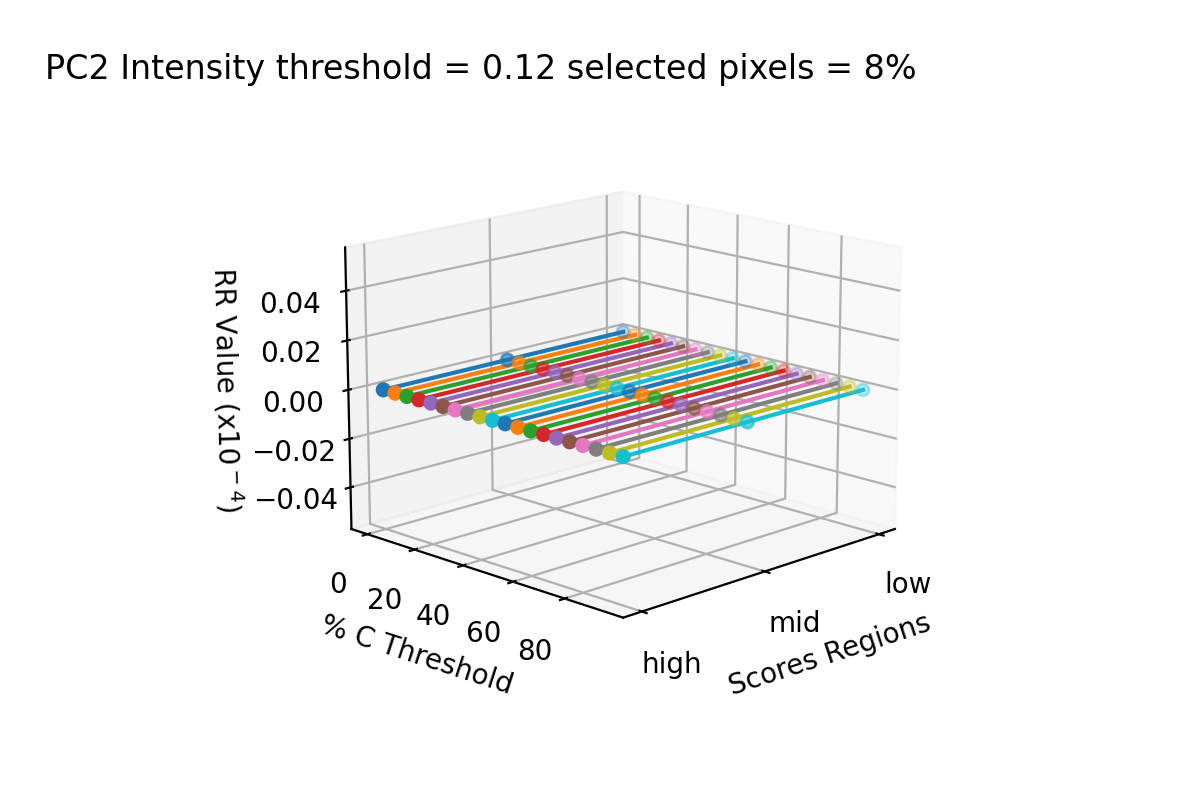 PC2 Intensity threshold = 0.12 selected pixels = 8%
RR Value (x10⁻⁴)
0.04
0.02
0.00
−0.02
−0.04
0
20
40
60
80
% C Threshold
high
mid
low
Scores Regions